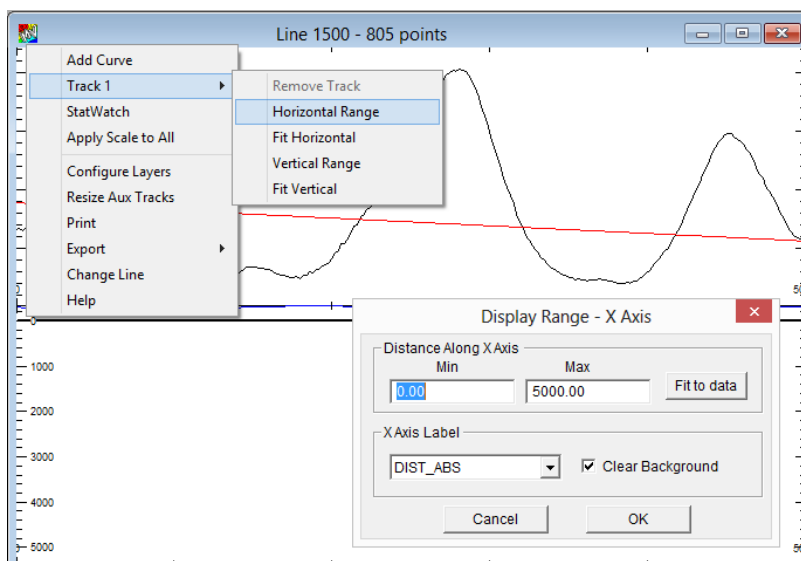 Line 1500 - 805 points
Add Curve
Track 1
StatWatch
Apply Scale to All
Configure Layers
Resize Aux Tracks
Print
Export
Change Line
Help
Remove Track
Horizontal Range
Fit Horizontal
Vertical Range
Fit Vertical
0
1000
2000
3000
4000
5000
Display Range - X Axis
Distance Along X Axis
Min Max
0.00 5000.00 Fit to data
X Axis Label
DIST_ABS Clear Background
Cancel OK